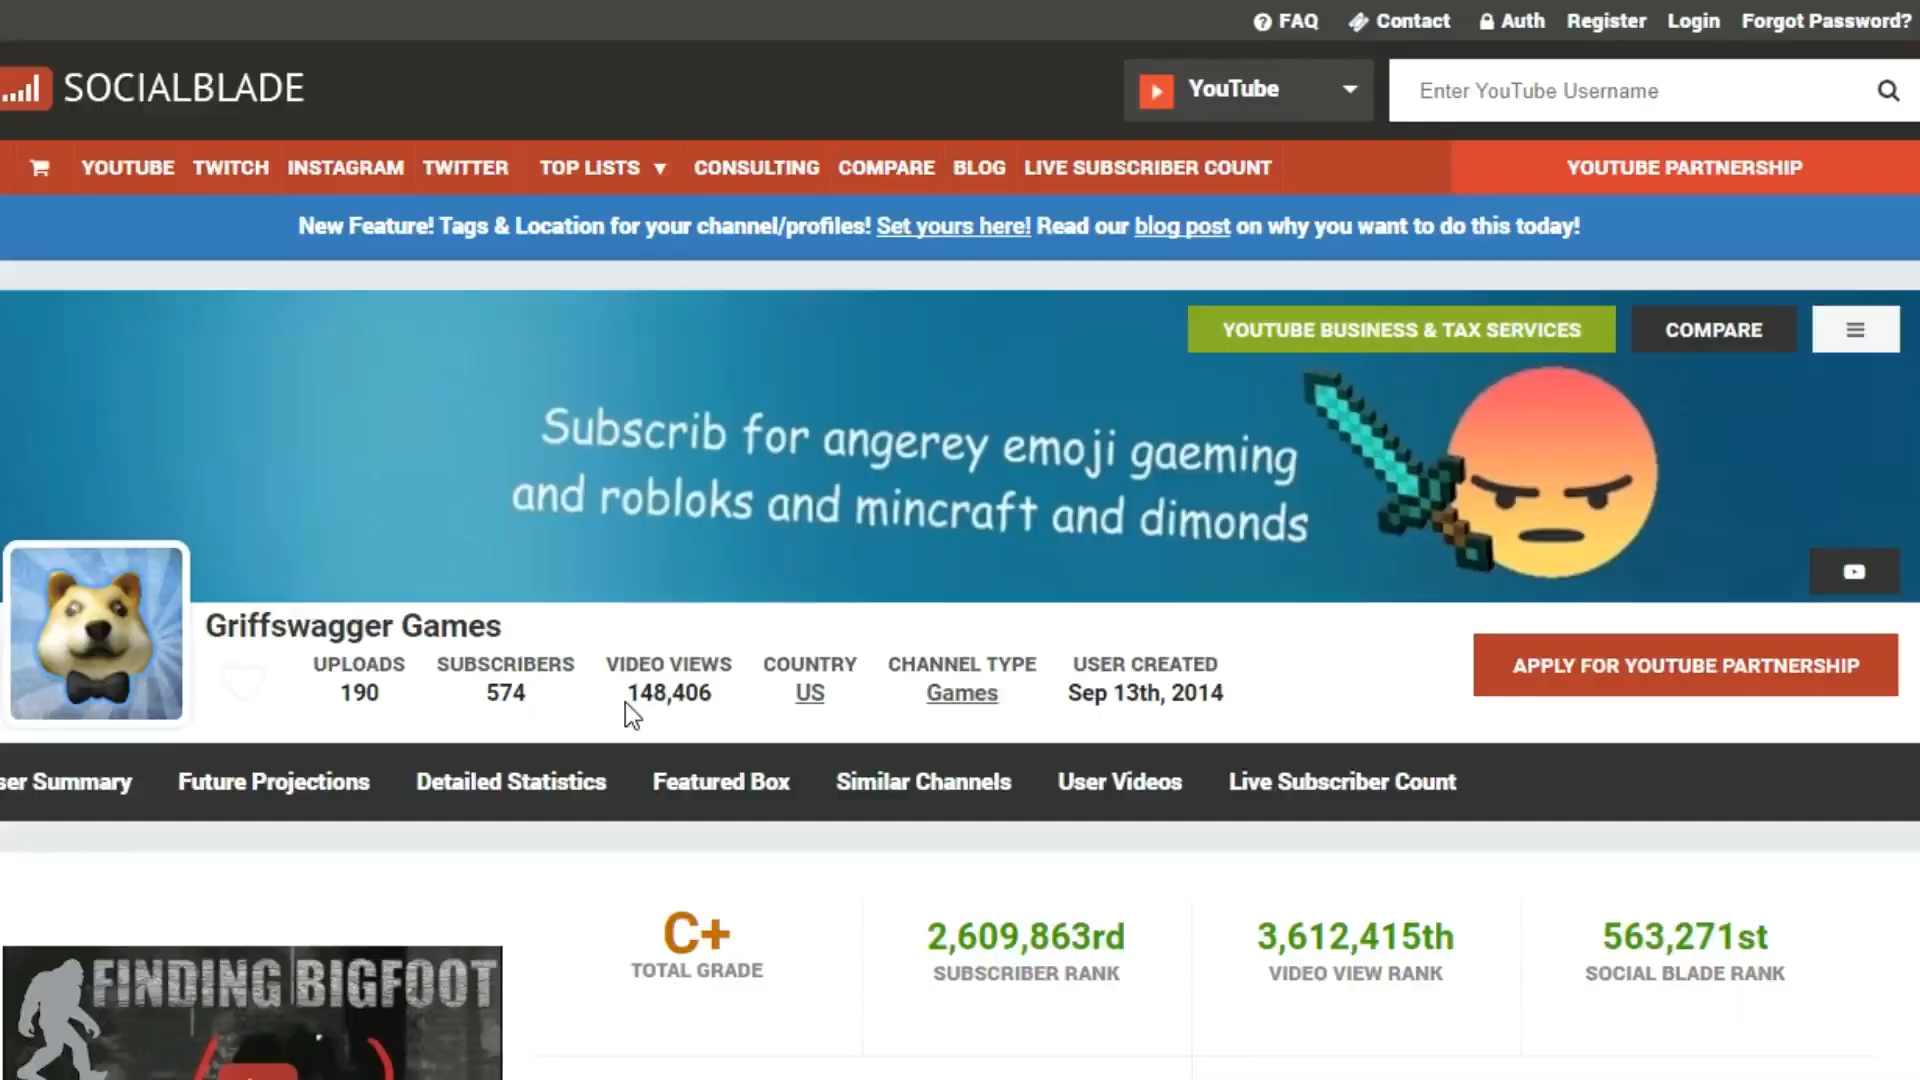 FAQ Contact Auth Register Login Forgot Password?
SOCIALBLADE YouTube Enter YouTube Username
YOUTUBE TWITCH INSTAGRAM TWITTER TOP LISTS CONSULTING COMPARE BLOG LIVE SUBSCRIBER COUNT YOUTUBE PARTNERSHIP
New Feature! Tags & Location for your channel/profiles! Set yours here! Read our blog post on why you want to do this today!
YOUTUBE BUSINESS & TAX SERVICES COMPARE
Subscrib for angerey emoji gaeming
and robloks and mincraft and dimonds
Griffswagger Games
UPLOADS SUBSCRIBERS VIDEO VIEWS COUNTRY CHANNEL TYPE USER CREATED
190 574 148,406 US Games Sep 13th, 2014
APPLY FOR YOUTUBE PARTNERSHIP
ser Summary Future Projections Detailed Statistics Featured Box Similar Channels User Videos Live Subscriber Count
C+ 2,609,863rd 3,612,415th 563,271st
TOTAL GRADE SUBSCRIBER RANK VIDEO VIEW RANK SOCIAL BLADE RANK
FINDING BIGFOOT